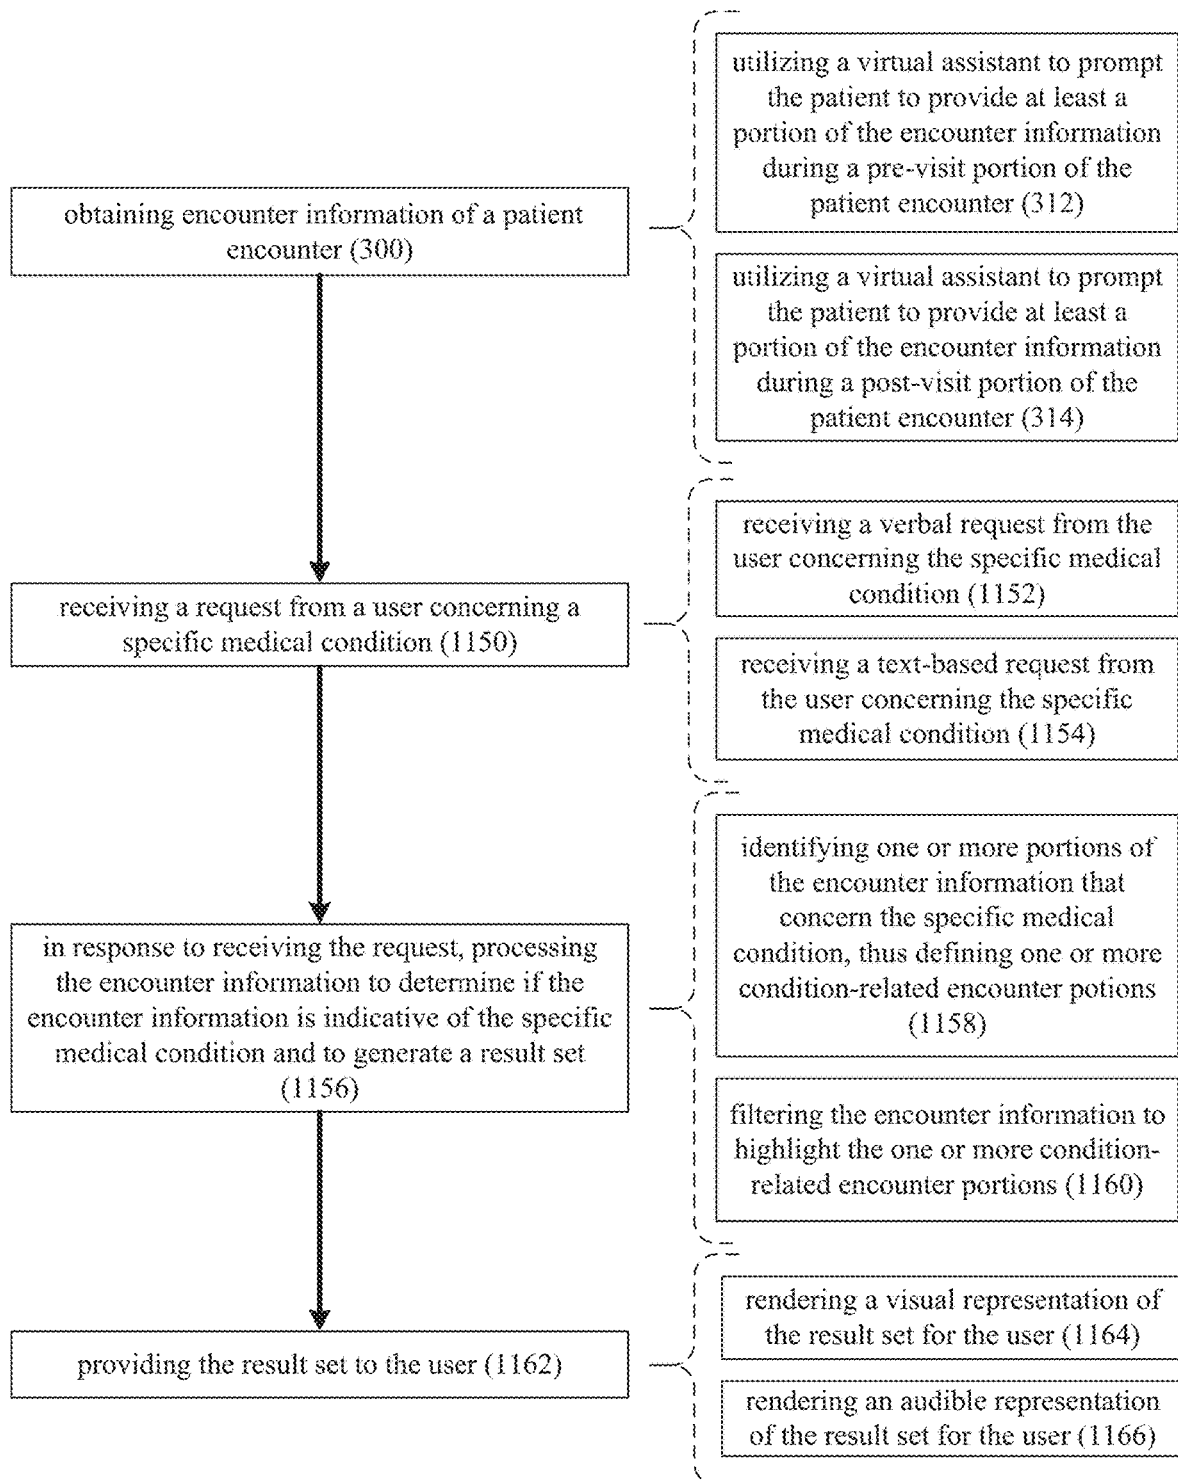 obtaining encounter information of a patient
encounter (300)
utilizing a virtual assistant to prompt
the patient to provide at least a
portion of the encounter information
during a pre-visit portion of the
patient encounter (312)
utilizing a virtual assistant to prompt
the patient to provide at least a
portion of the encounter information
during a post-visit portion of the
patient encounter (314)
receiving a request from a user concerning a
specific medical condition (1150)
receiving a verbal request from the
user concerning the specific medical
condition (1152)
receiving a text-based request from
the user concerning the specific
medical condition (1154)
in response to receiving the request, processing
the encounter information to determine if the
encounter information is indicative of the specific
medical condition and to generate a result set
(1156)
identifying one or more portions of
the encounter information that
concern the specific medical
condition, thus defining one or more
condition-related encounter potions
(1158)
filtering the encounter information to
highlight the one or more condition-
related encounter portions (1160)
providing the result set to the user (1162)
rendering a visual representation of
the result set for the user (1164)
rendering an audible representation
of the result set for the user (1166)